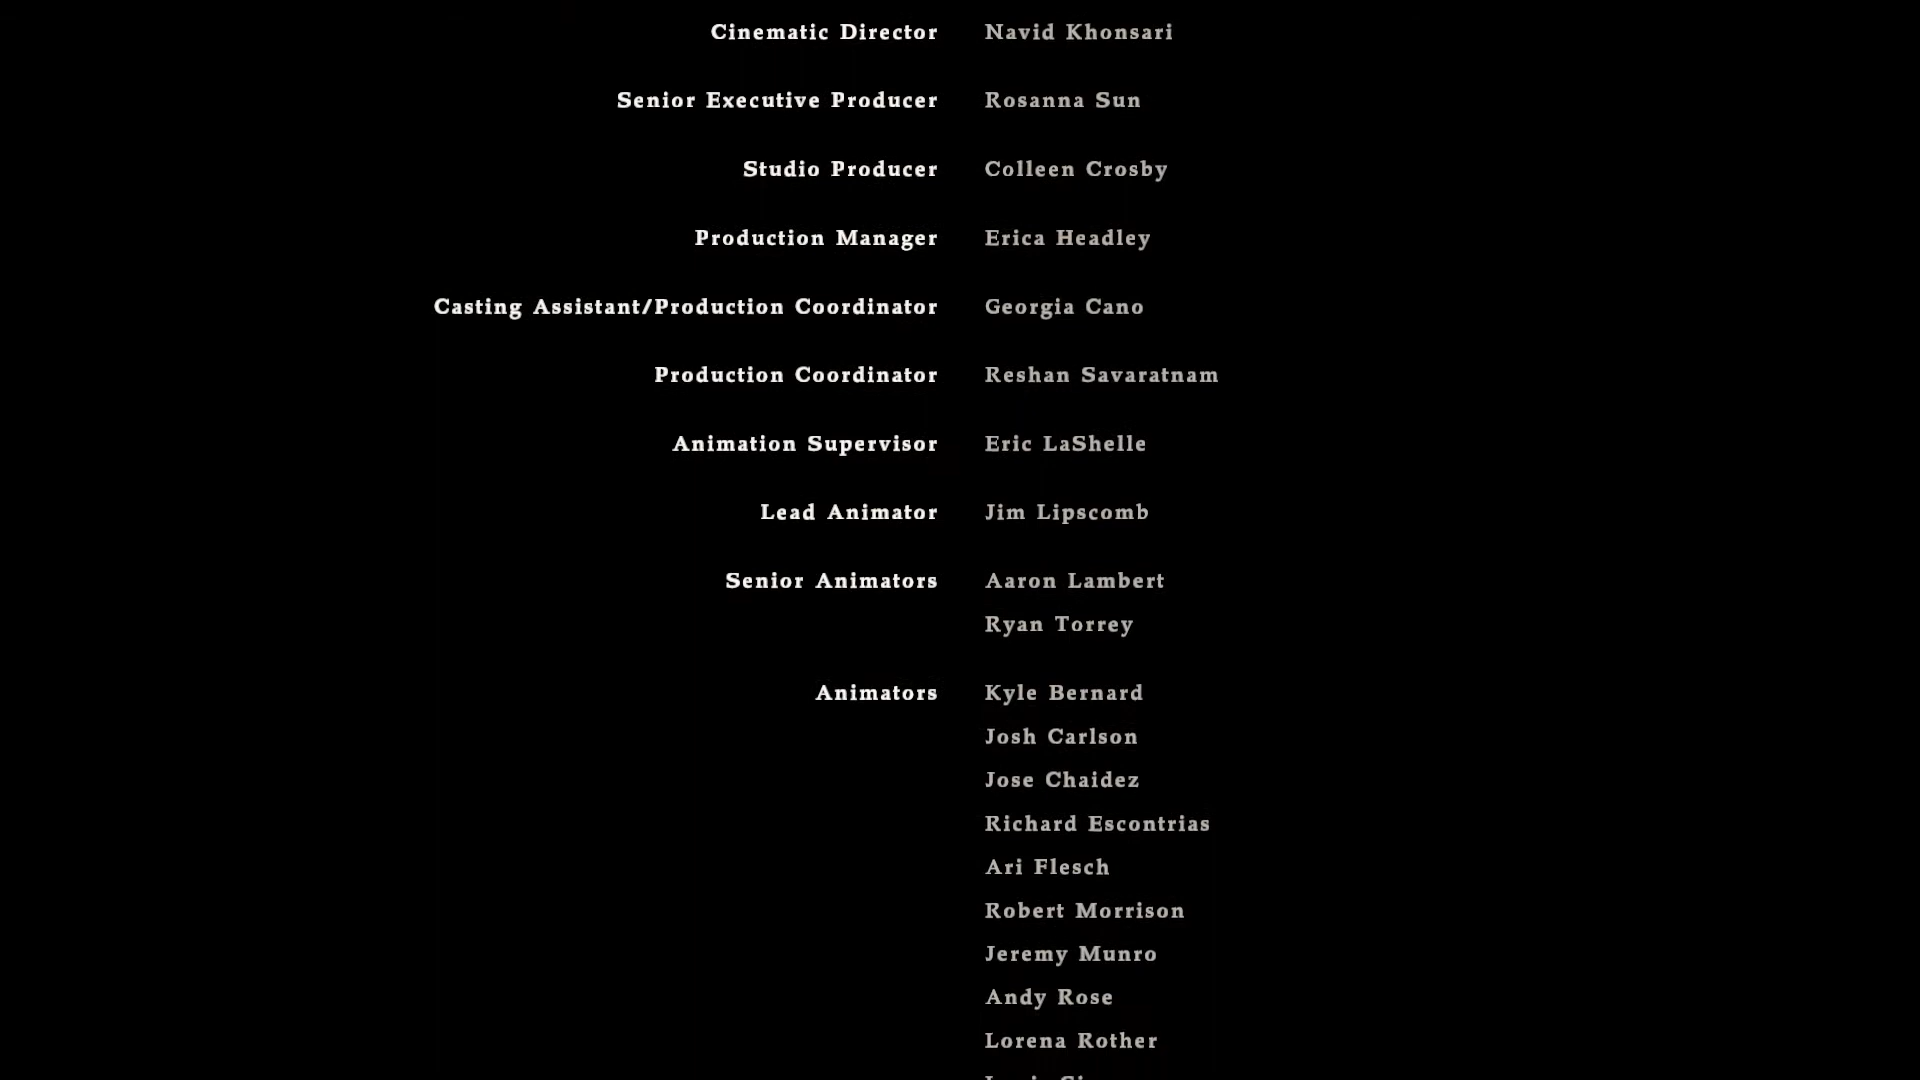 Cinematic Director Navid Khonsari
Senior Executive Producer Rosanna Sun
Studio Producer Colleen Crosby
Production Manager Erica Headley
Casting Assistant/Production Coordinator Georgia Cano
Production Coordinator Reshan Savaratnam
Animation Supervisor Eric LaShelle
Lead Animator Jim Lipscomb
Senior Animators Aaron Lambert
Ryan Torrey
Animators Kyle Bernard
Josh Carlson
Jose Chaidez
Richard Escontrias
Ari Flesch
Robert Morrison
Jeremy Munro
Andy Rose
Lorena Rother